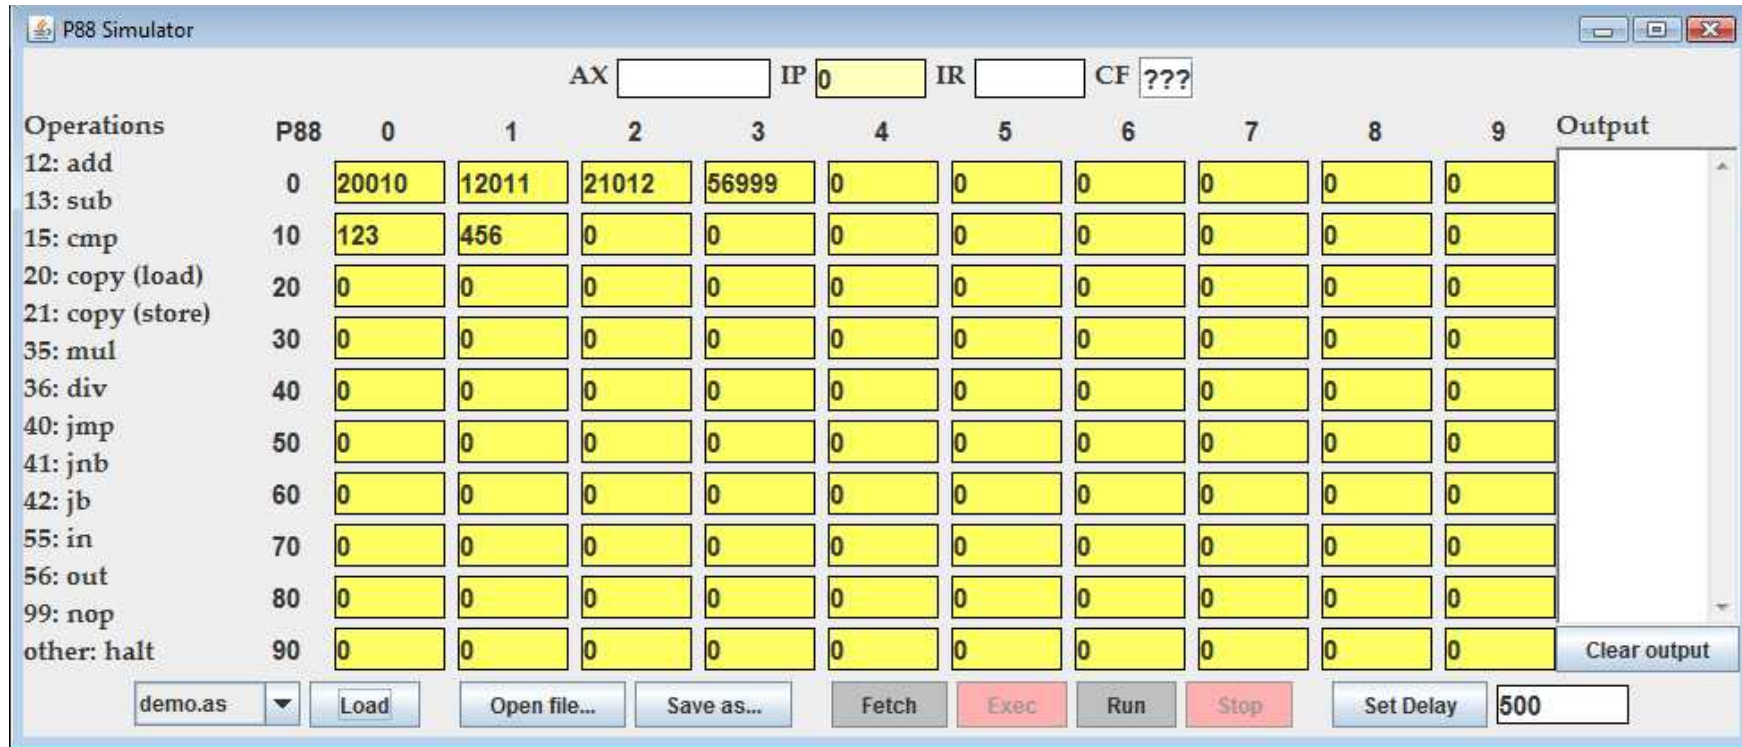 P88 Simulator
AX IP 0 IR CF ???
Operations P88 0 1 2 3 4 5 6 7 8 9 Output
12: add
0 20010 12011 21012 56999 0 0 0 0 0 0
13: sub
15: cmp
10 123 456 0 0 0 0 0 0 0 0
20: copy (load)
20 0 0 0 0 0 0 0 0 0 0
21: copy (store)
30 0 0 0 0 0 0 0 0 0 0
35: mul
36: div
40 0 0 0 0 0 0 0 0 0 0
40: jmp
50 0 0 0 0 0 0 0 0 0 0
41: jnb
42: jb
60 0 0 0 0 0 0 0 0 0 0
55: in
70 0 0 0 0 0 0 0 0 0 0
56: out
80 0 0 0 0 0 0 0 0 0 0
99: nop
other: halt 90 0 0 0 0 0 0 0 0 0 0 Clear output
demo.as Load Open file... Save as... Fetch Exec Run Stop Set Delay 500